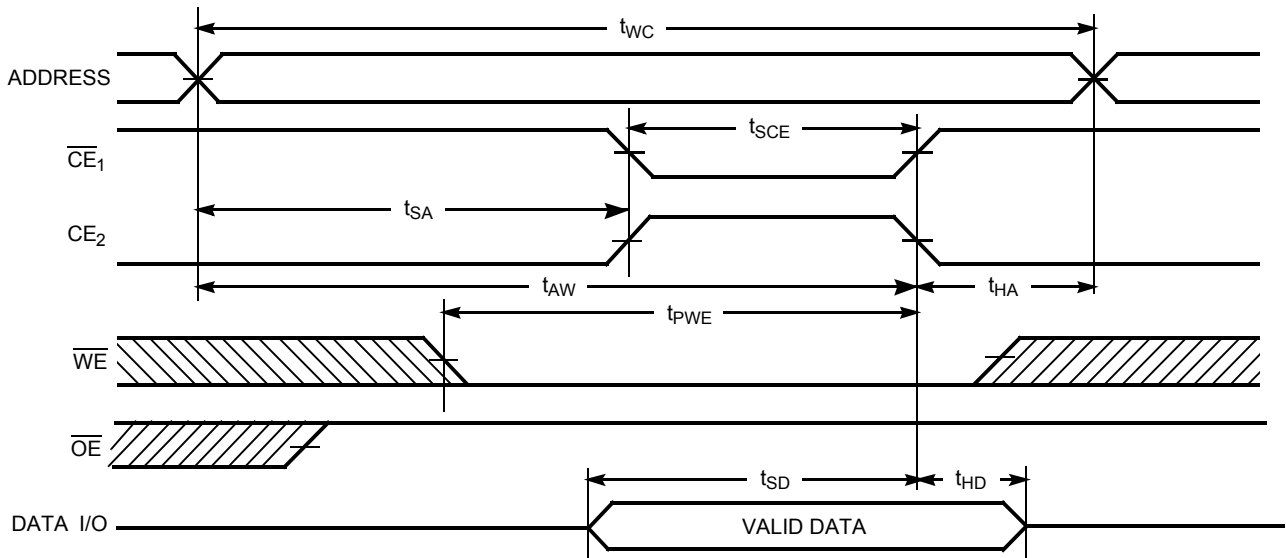 tWC
ADDRESS
tSCE
CE1
tSA
CE2
tAW
tHA
tPWE
WE
OE
tSD
tHD
DATA I/O
VALID DATA